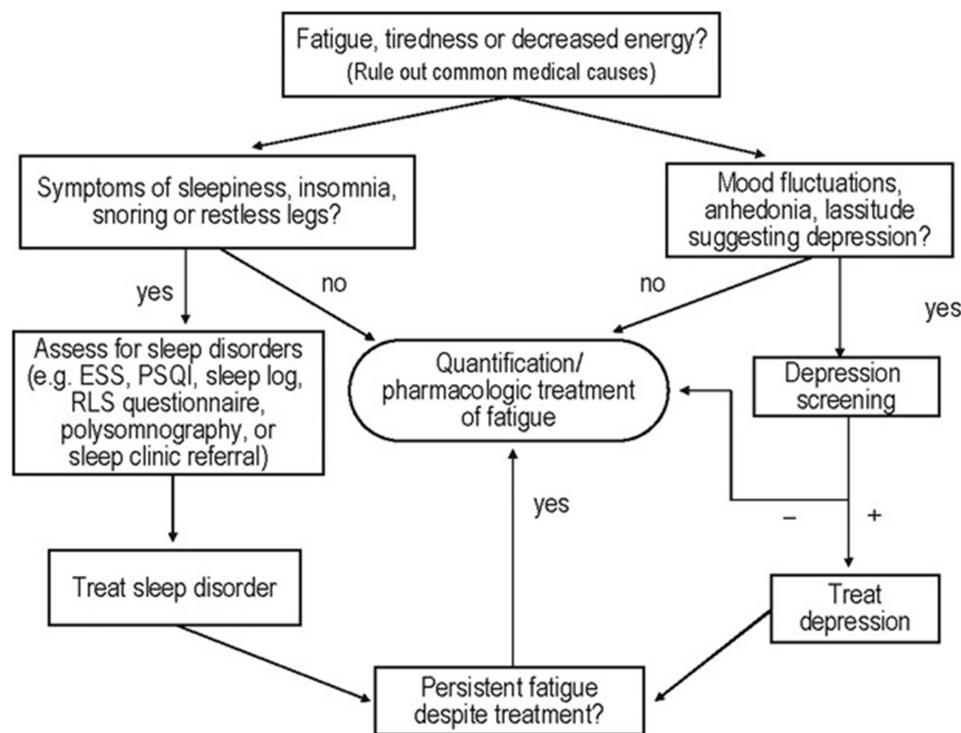 Fatigue, tiredness or decreased energy?
(Rule out common medical causes)
Symptoms of sleepiness, insomnia,
snoring or restless legs?
Mood fluctuations,
anhedonia, lassitude
suggesting depression?
yes
no
no
yes
Assess for sleep disorders
(e.g. ESS, PSQI, sleep log,
RLS questionnaire,
polysomnography, or
sleep clinic referral)
Quantification/
pharmacologic treatment
of fatigue
Depression
screening
yes
– +
Treat sleep disorder
Treat
depression
Persistent fatigue
despite treatment?